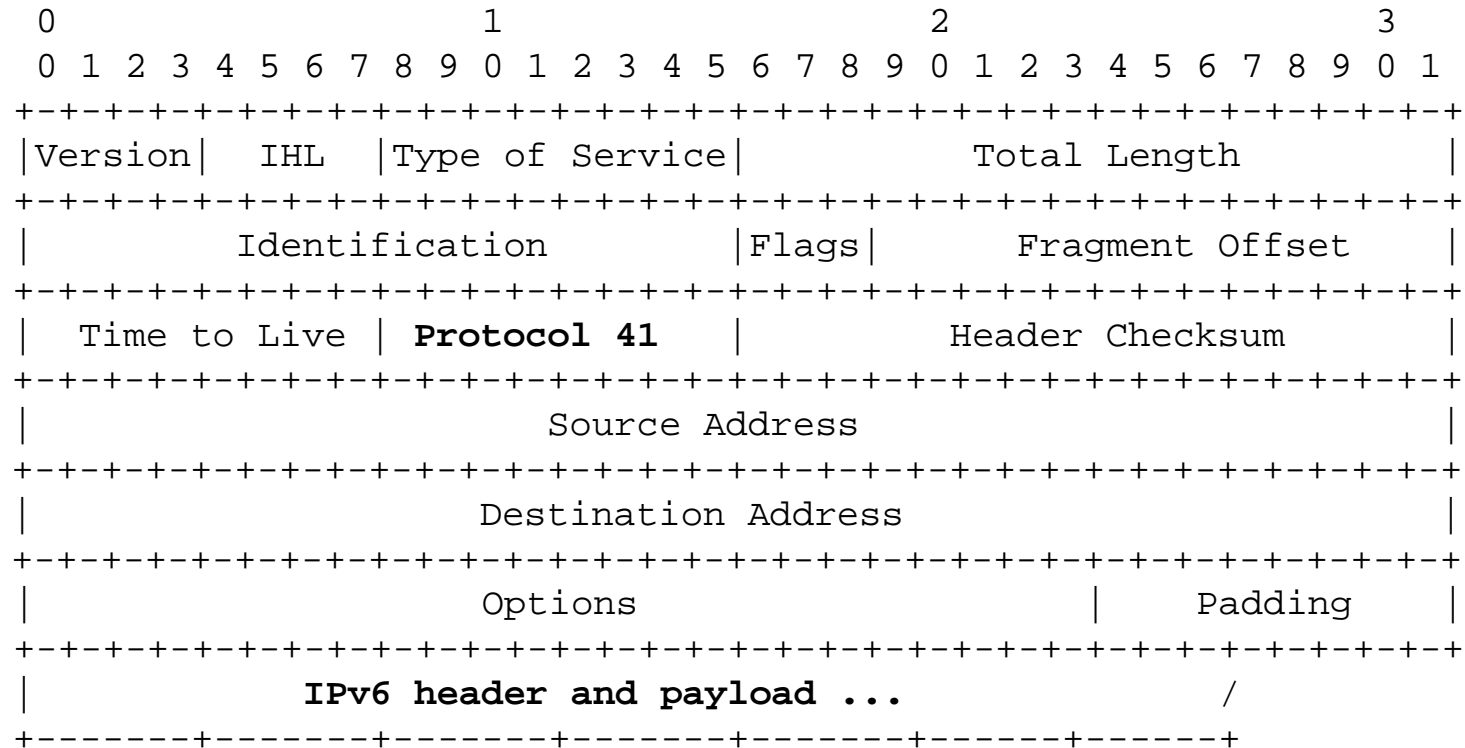 0                   1                   2                   3
0 1 2 3 4 5 6 7 8 9 0 1 2 3 4 5 6 7 8 9 0 1 2 3 4 5 6 7 8 9 0 1
+-+-+-+-+-+-+-+-+-+-+-+-+-+-+-+-+-+-+-+-+-+-+-+-+-+-+-+-+-+-+-+-+
|Version|  IHL  |Type of Service|          Total Length         |
+-+-+-+-+-+-+-+-+-+-+-+-+-+-+-+-+-+-+-+-+-+-+-+-+-+-+-+-+-+-+-+-+
|         Identification        |Flags|      Fragment Offset    |
+-+-+-+-+-+-+-+-+-+-+-+-+-+-+-+-+-+-+-+-+-+-+-+-+-+-+-+-+-+-+-+-+
|  Time to Live | Protocol 41   |         Header Checksum       |
+-+-+-+-+-+-+-+-+-+-+-+-+-+-+-+-+-+-+-+-+-+-+-+-+-+-+-+-+-+-+-+-+
|                       Source Address                          |
+-+-+-+-+-+-+-+-+-+-+-+-+-+-+-+-+-+-+-+-+-+-+-+-+-+-+-+-+-+-+-+-+
|                    Destination Address                        |
+-+-+-+-+-+-+-+-+-+-+-+-+-+-+-+-+-+-+-+-+-+-+-+-+-+-+-+-+-+-+-+-+
|                    Options                    |    Padding    |
+-+-+-+-+-+-+-+-+-+-+-+-+-+-+-+-+-+-+-+-+-+-+-+-+-+-+-+-+-+-+-+-+
|            IPv6 header and payload ...              /
+-------+-------+-------+-------+-------+------+------+